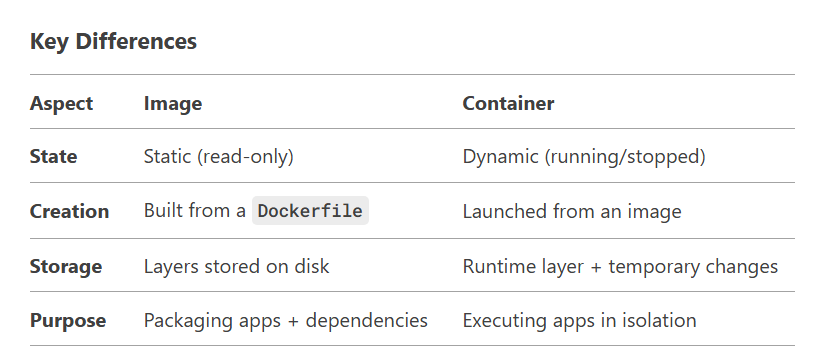 Key Differences
Aspect Image Container
State Static (read-only) Dynamic (running/stopped)
Creation Built from a Dockerfile Launched from an image
Storage Layers stored on disk Runtime layer + temporary changes
Purpose Packaging apps + dependencies Executing apps in isolation